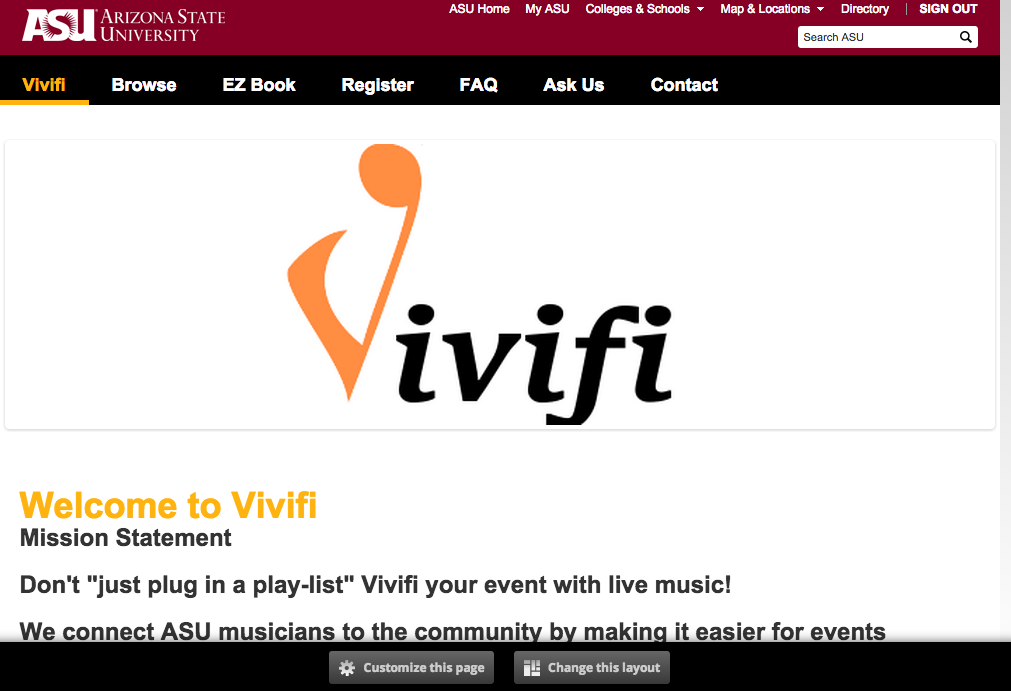 ASU Home My ASU Colleges & Schools Map & Locations Directory | SIGN OUT
ASU ARIZONA STATE
UNIVERSITY
Search ASU
Vivifi Browse EZ Book Register FAQ Ask Us Contact
Vivifi
Welcome to Vivifi
Mission Statement
Don't "just plug in a play-list" Vivifi your event with live music!
We connect ASU musicians to the community by making it easier for events
Customize this page Change this layout